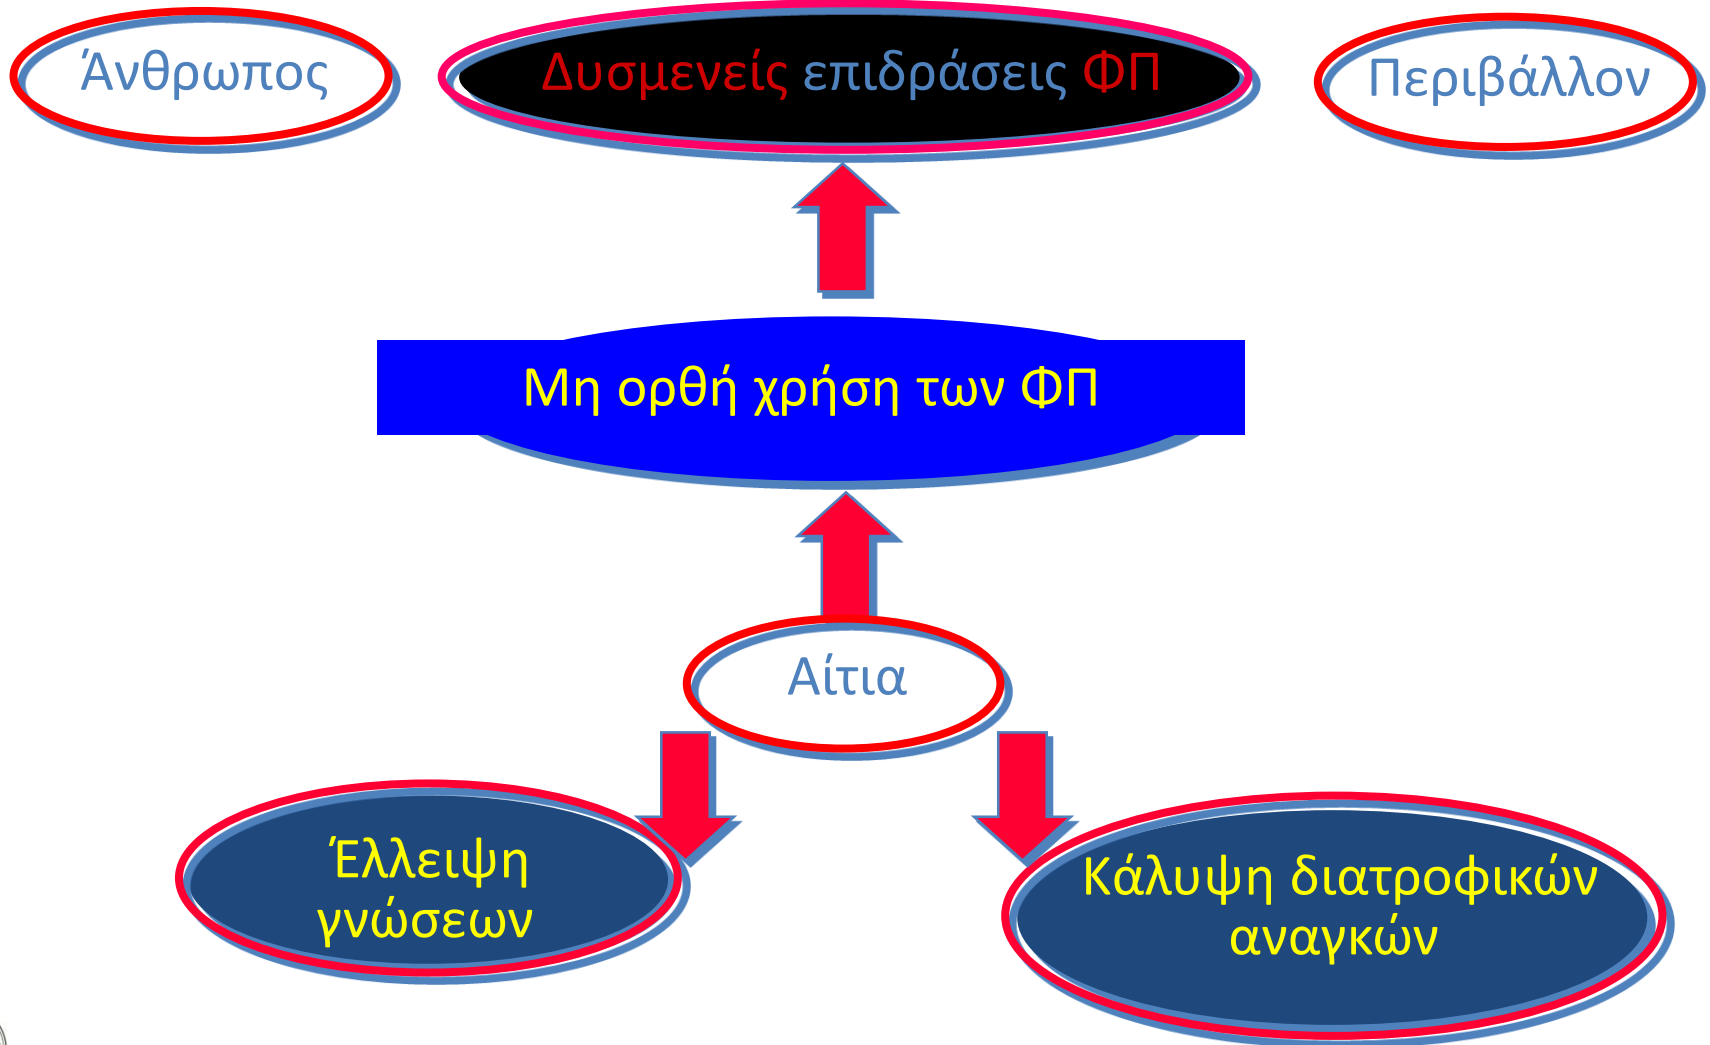 Άνθρωπος
Δυσμενείς επιδράσεις ΦΠ
Περιβάλλον
Μη ορθή χρήση των ΦΠ
Αίτια
Έλλειψη
γνώσεων
Κάλυψη διατροφικών
αναγκών